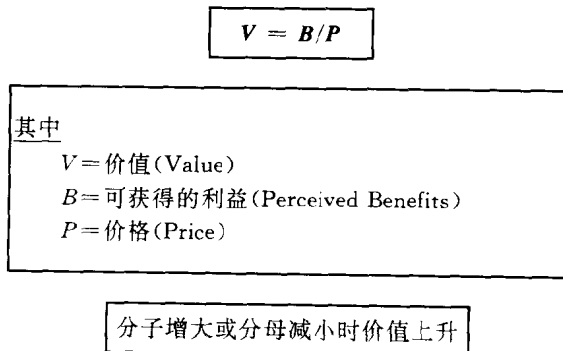 V = B/P
其中
V=价值(Value)
B=可获得的利益(Perceived Benefits)
P=价格(Price)
分子增大或分母减小时价值上升